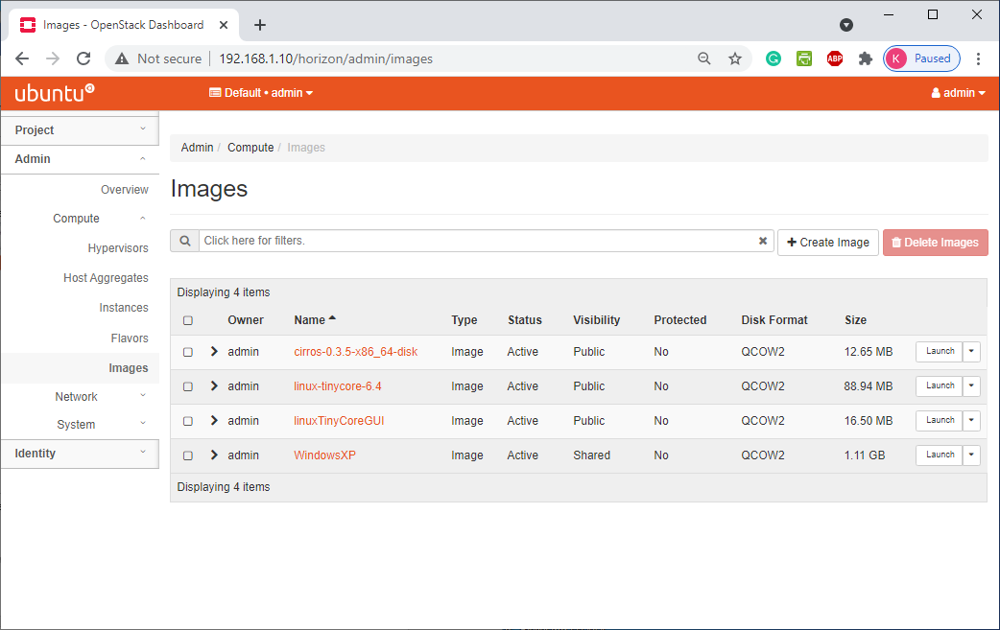 Images - OpenStack Dashboard
Not secure 192.168.1.10/horizon/admin/images ABP K Paused
ubuntu Default • admin admin
Project
Admin
Overview
Compute
Hypervisors
Host Aggregates
Instances
Flavors
Images
Network
System
Identity
Admin / Compute / Images
Images
Click here for filters. Create Image Delete Images
Displaying 4 items
Owner Name Type Status Visibility Protected Disk Format Size
admin cirros-0.3.5-x86_64-disk Image Active Public No QCOW2 12.65 MB Launch
admin linux-tinycore-6.4 Image Active Public No QCOW2 88.94 MB Launch
admin linuxTinyCoreGUI Image Active Public No QCOW2 16.50 MB Launch
admin WindowsXP Image Active Shared No QCOW2 1.11 GB Launch
Displaying 4 items